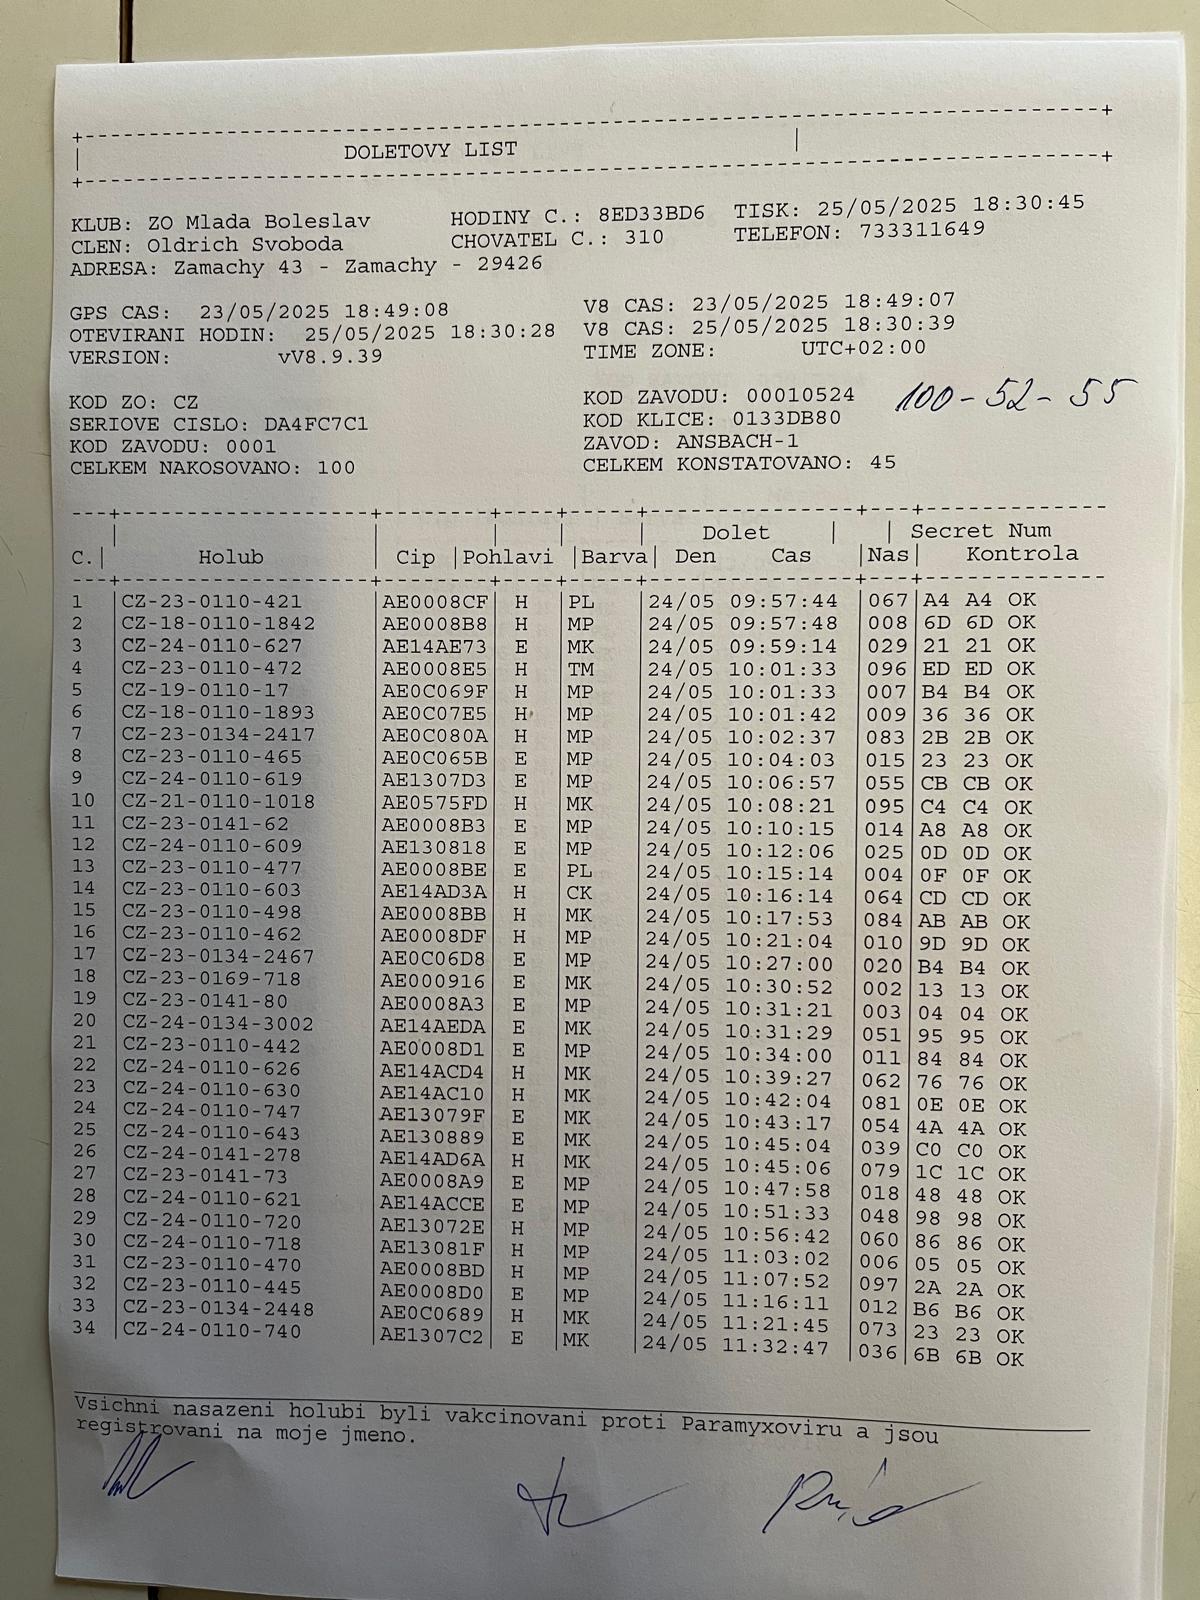 DOLETOVY LIST
KLUB: ZO Mlada Boleslav HODINY C.: 8ED33BD6 TISK: 25/05/2025 18:30:45
CLEN: Oldrich Svoboda CHOVATEL C.: 310 TELEFON: 733311649
ADRESA: Zamachy 43 - Zamachy - 29426
GPS CAS: 23/05/2025 18:49:08 V8 CAS: 23/05/2025 18:49:07
OTEVIRANI HODIN: 25/05/2025 18:30:28 V8 CAS: 25/05/2025 18:30:39
VERSION: vV8.9.39 TIME ZONE: UTC+02:00
KOD ZO: CZ KOD ZAVODU: 00010524 100-52-55
SERIOVE CISLO: DA4FC7C1 KOD KLICE: 0133DB80
KOD ZAVODU: 0001 ZAVOD: ANSBACH-1
CELKEM NAKOSOVANO: 100 CELKEM KONSTATOVANO: 45
Dolet | | Secret Num
C.| Holub | Cip |Pohlavi |Barva| Den Cas |Nas| Kontrola
1 |CZ-23-0110-421 |AE0008CF| H |PL |24/05 09:57:44 |067|A4 A4 OK
2 |CZ-18-0110-1842 |AE0008B8| H |MP |24/05 09:57:48 |008|6D 6D OK
3 |CZ-24-0110-627 |AE14AE73| E |MK |24/05 09:59:14 |029|21 21 OK
4 |CZ-23-0110-472 |AE0008E5| H |TM |24/05 10:01:33 |096|ED ED OK
5 |CZ-19-0110-17 |AE0C069F| H |MP |24/05 10:01:33 |007|B4 B4 OK
6 |CZ-18-0110-1893 |AE0C07E5| H |MP |24/05 10:01:42 |009|36 36 OK
7 |CZ-23-0134-2417 |AE0C080A| H |MP |24/05 10:02:37 |083|2B 2B OK
8 |CZ-23-0110-465 |AE0C065B| E |MP |24/05 10:04:03 |015|23 23 OK
9 |CZ-24-0110-619 |AE1307D3| E |MP |24/05 10:06:57 |055|CB CB OK
10 |CZ-21-0110-1018 |AE0575FD| H |MK |24/05 10:08:21 |095|C4 C4 OK
11 |CZ-23-0141-62 |AE0008B3| E |MP |24/05 10:10:15 |014|A8 A8 OK
12 |CZ-24-0110-609 |AE130818| E |MP |24/05 10:12:06 |025|0D 0D OK
13 |CZ-23-0110-477 |AE0008BE| E |PL |24/05 10:15:14 |004|0F 0F OK
14 |CZ-23-0110-603 |AE14AD3A| H |CK |24/05 10:16:14 |064|CD CD OK
15 |CZ-23-0110-498 |AE0008BB| H |MK |24/05 10:17:53 |084|AB AB OK
16 |CZ-23-0110-462 |AE0008DF| H |MP |24/05 10:21:04 |010|9D 9D OK
17 |CZ-23-0134-2467 |AE0C06D8| E |MP |24/05 10:27:00 |020|B4 B4 OK
18 |CZ-23-0169-718 |AE000916| E |MK |24/05 10:30:52 |002|13 13 OK
19 |CZ-23-0141-80 |AE0008A3| E |MP |24/05 10:31:21 |003|04 04 OK
20 |CZ-24-0134-3002 |AE14AEDA| E |MK |24/05 10:31:29 |051|95 95 OK
21 |CZ-23-0110-442 |AE0008D1| E |MP |24/05 10:34:00 |011|84 84 OK
22 |CZ-24-0110-626 |AE14ACD4| H |MK |24/05 10:39:27 |062|76 76 OK
23 |CZ-24-0110-630 |AE14AC10| H |MK |24/05 10:42:04 |081|0E 0E OK
24 |CZ-24-0110-747 |AE13079F| E |MK |24/05 10:43:17 |054|4A 4A OK
25 |CZ-24-0110-643 |AE130889| E |MK |24/05 10:45:04 |039|C0 C0 OK
26 |CZ-24-0141-278 |AE14AD6A| H |MK |24/05 10:45:06 |079|1C 1C OK
27 |CZ-23-0141-73 |AE0008A9| E |MP |24/05 10:47:58 |018|48 48 OK
28 |CZ-24-0110-621 |AE14ACCE| E |MP |24/05 10:51:33 |048|98 98 OK
29 |CZ-24-0110-720 |AE13072E| H |MP |24/05 10:56:42 |060|86 86 OK
30 |CZ-24-0110-718 |AE13081F| H |MP |24/05 11:03:02 |006|05 05 OK
31 |CZ-23-0110-470 |AE0008BD| H |MP |24/05 11:07:52 |097|2A 2A OK
32 |CZ-23-0110-445 |AE0008D0| E |MP |24/05 11:16:11 |012|B6 B6 OK
33 |CZ-23-0134-2448 |AE0C0689| H |MK |24/05 11:21:45 |073|23 23 OK
34 |CZ-24-0110-740 |AE1307C2| E |MK |24/05 11:32:47 |036|6B 6B OK
Vsichni nasazeni holubi byli vakcinovani proti Paramyxoviru a jsou
registrovani na moje jmeno.